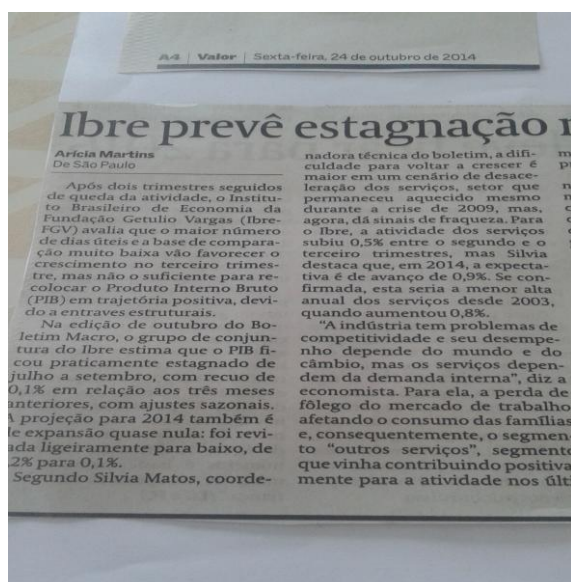 A4 | Valor | Sexta-feira, 24 de outubro de 2014
Ibre prevê estagnação
Arícia Martins
De São Paulo
Após dois trimestres seguidos
de queda da atividade, o Institu-
to Brasileiro de Economia da
Fundação Getulio Vargas (Ibre-
FGV) avalia que o maior número
de dias úteis e a base de compara-
ção muito baixa vão favorecer o
crescimento no terceiro trimes-
tre, mas não o suficiente para re-
colocar o Produto Interno Bruto
(PIB) em trajetória positiva, devi-
do a entraves estruturais.
Na edição de outubro do Bo-
letim Macro, o grupo de conjun-
tura do Ibre estima que o PIB fi-
cou praticamente estagnado de
julho a setembro, com recuo de
0,1% em relação aos três meses
anteriores, com ajustes sazonais.
A projeção para 2014 também é
de expansão quase nula: foi revi-
ada ligeiramente para baixo, de
,2% para 0,1%.
Segundo Silvia Matos, coorde-
nadora técnica do boletim, a difi-
culdade para voltar a crescer é
maior em um cenário de desace-
leração dos serviços, setor que
permaneceu aquecido mesmo
durante a crise de 2009, mas,
agora, dá sinais de fraqueza. Para
o Ibre, a atividade dos serviços
subiu 0,5% entre o segundo e o
terceiro trimestres, mas Silvia
destaca que, em 2014, a expecta-
tiva é de avanço de 0,9%. Se con-
firmada, esta seria a menor alta
anual dos serviços desde 2003,
quando aumentou 0,8%.
"A indústria tem problemas de
competitividade e seu desempe-
nho depende do mundo e do
câmbio, mas os serviços depen-
dem da demanda interna", diz a
economista. Para ela, a perda de
fôlego do mercado de trabalho
afetando o consumo das famílias
e, consequentemente, o segmen-
to "outros serviços", segmento
que vinha contribuindo positiva-
mente para a atividade nos últi